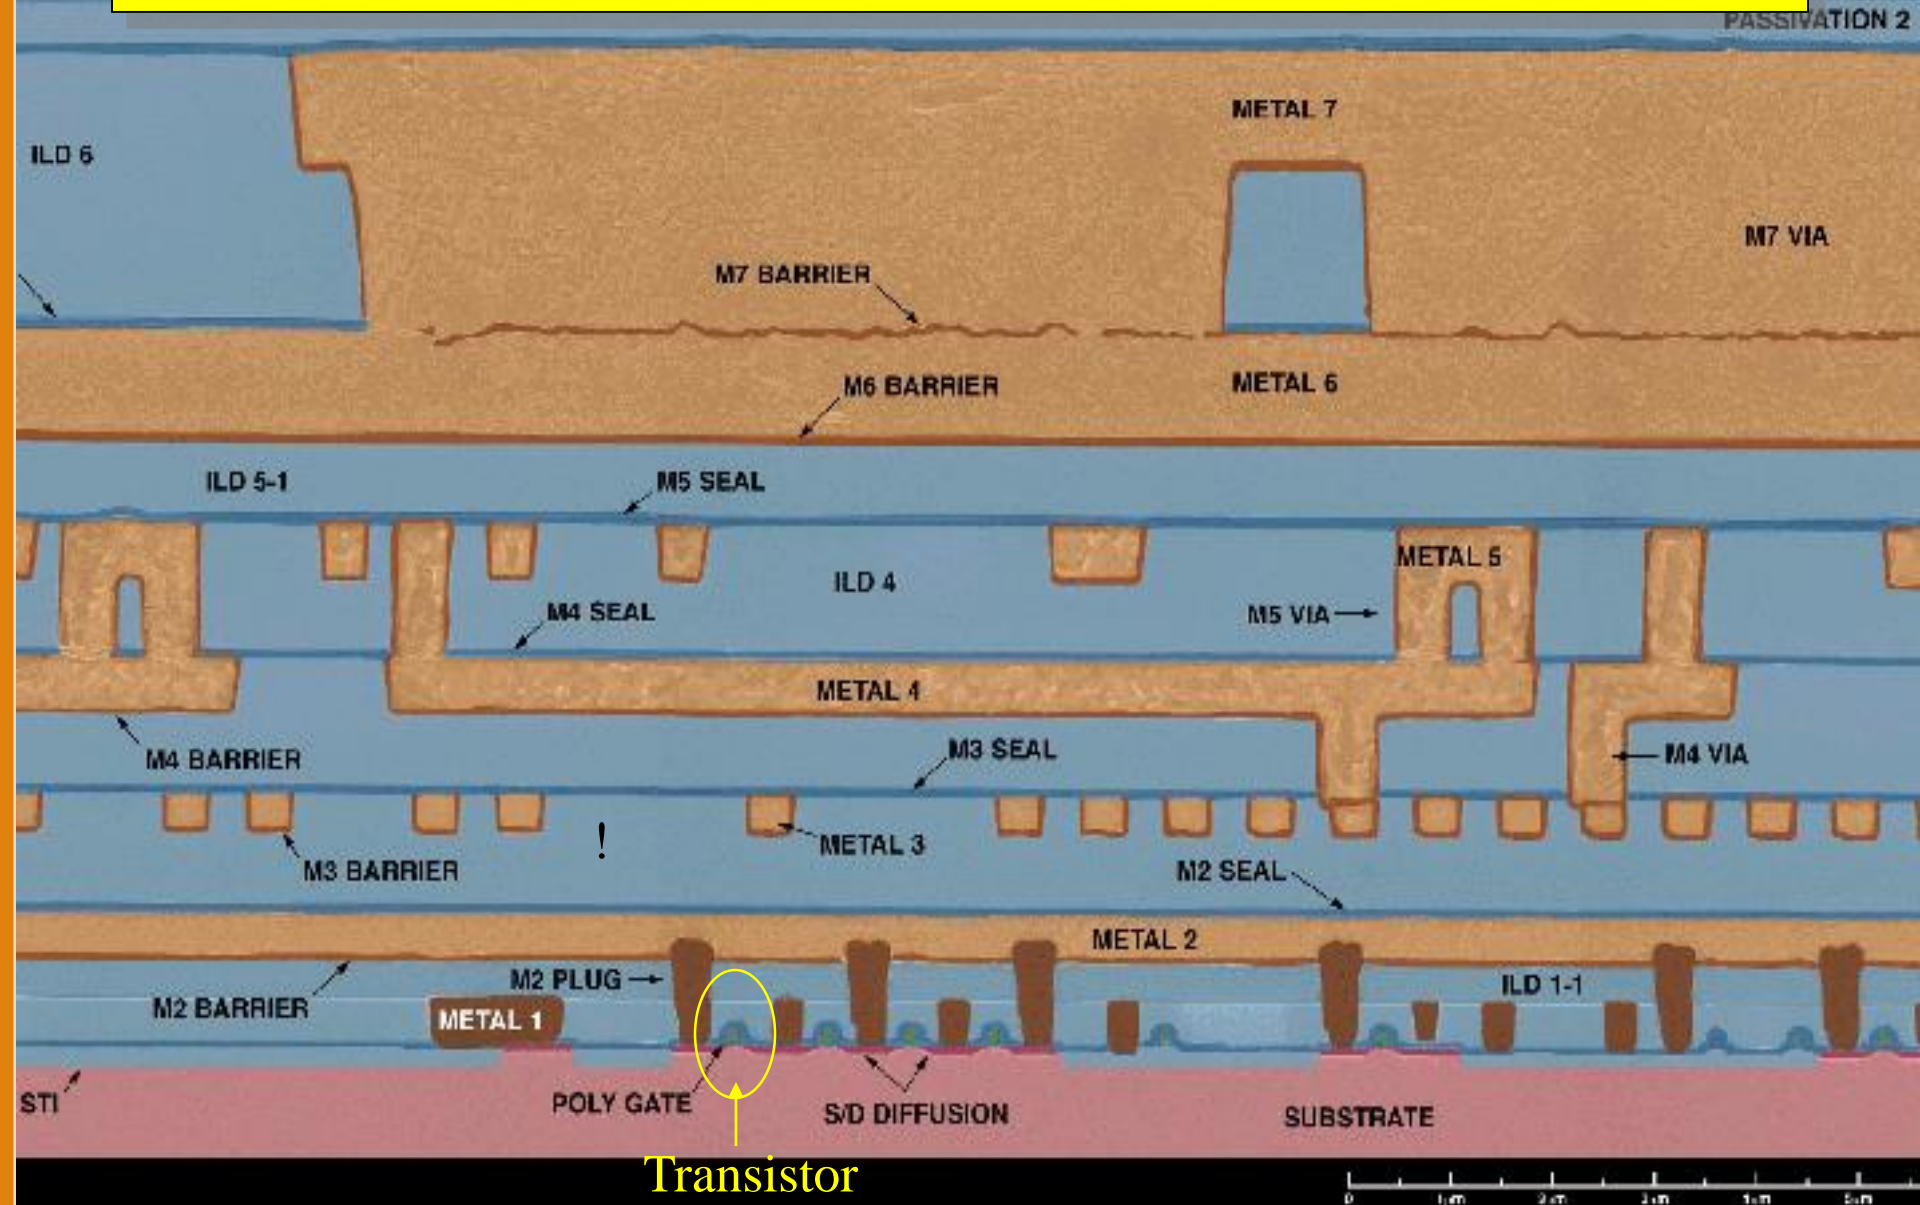 PASSIVATION 2
METAL 7
ILD 6
M7 VIA
M7 BARRIER
M6 BARRIER
METAL 6
ILD 5-1
M5 SEAL
METAL 5
ILD 4
M4 SEAL
M5 VIA
METAL 4
M3 SEAL
M4 VIA
M4 BARRIER
!
METAL 3
M3 BARRIER
M2 SEAL
METAL 2
M2 PLUG
ILD 1-1
M2 BARRIER
METAL 1
STI
POLY GATE
S/D DIFFUSION
SUBSTRATE
Transistor
0